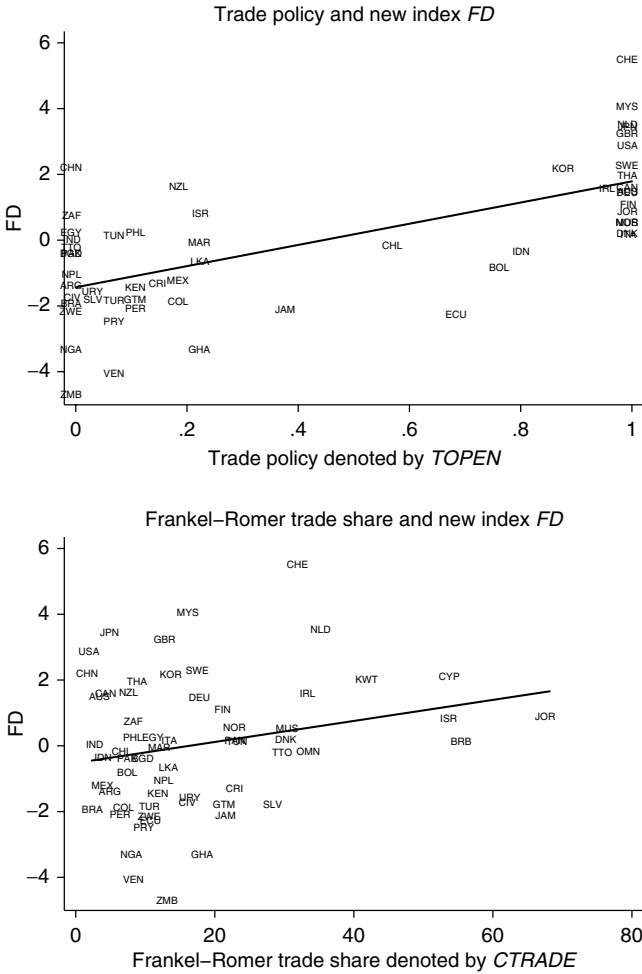 Trade policy and new index FD
6
CHE
4
MYS
NLD
GBR
USA
CHN
SWE
2
KOR
THA
NZL
IRL
FIN
ZAF
ISR
JOR
FD
EGY
TUN
PHL
DNK
0
IND
MAR
CHL
TTO
IDN
LKA
BOL
NPL
MEX
ARG
KEN
CRI
CIV
URY
SLV
TUR
GTM
COL
−2
BRA
PER
JAM
ZWE
ECU
PRY
NGA
GHA
−4
VEN
ZMB
0 .2 .4 .6 .8 1
Trade policy denoted by TOPEN
Frankel−Romer trade share and new index FD
6
CHE
4
MYS
JPN
NLD
GBR
USA
CHN
KOR
SWE
CYP
2
THA
KWT
CAN
NZL
IRL
AUS
DEU
FIN
ZAF
ISR
JOR
NOR
MUS
FD
PHL
EGY
ITA
DNK
BRB
0
IND
MAR
CHL
TTO
OMN
IDN
PAK
BGD
LKA
BOL
NPL
MEX
ARG
KEN
CRI
URY
CIV
GTM
SLV
−2
BRA
COL
TUR
PER
ZWE
JAM
ECU
PRY
NGA
GHA
−4
VEN
ZMB
0 20 40 60 80
Frankel−Romer trade share denoted by CTRADE